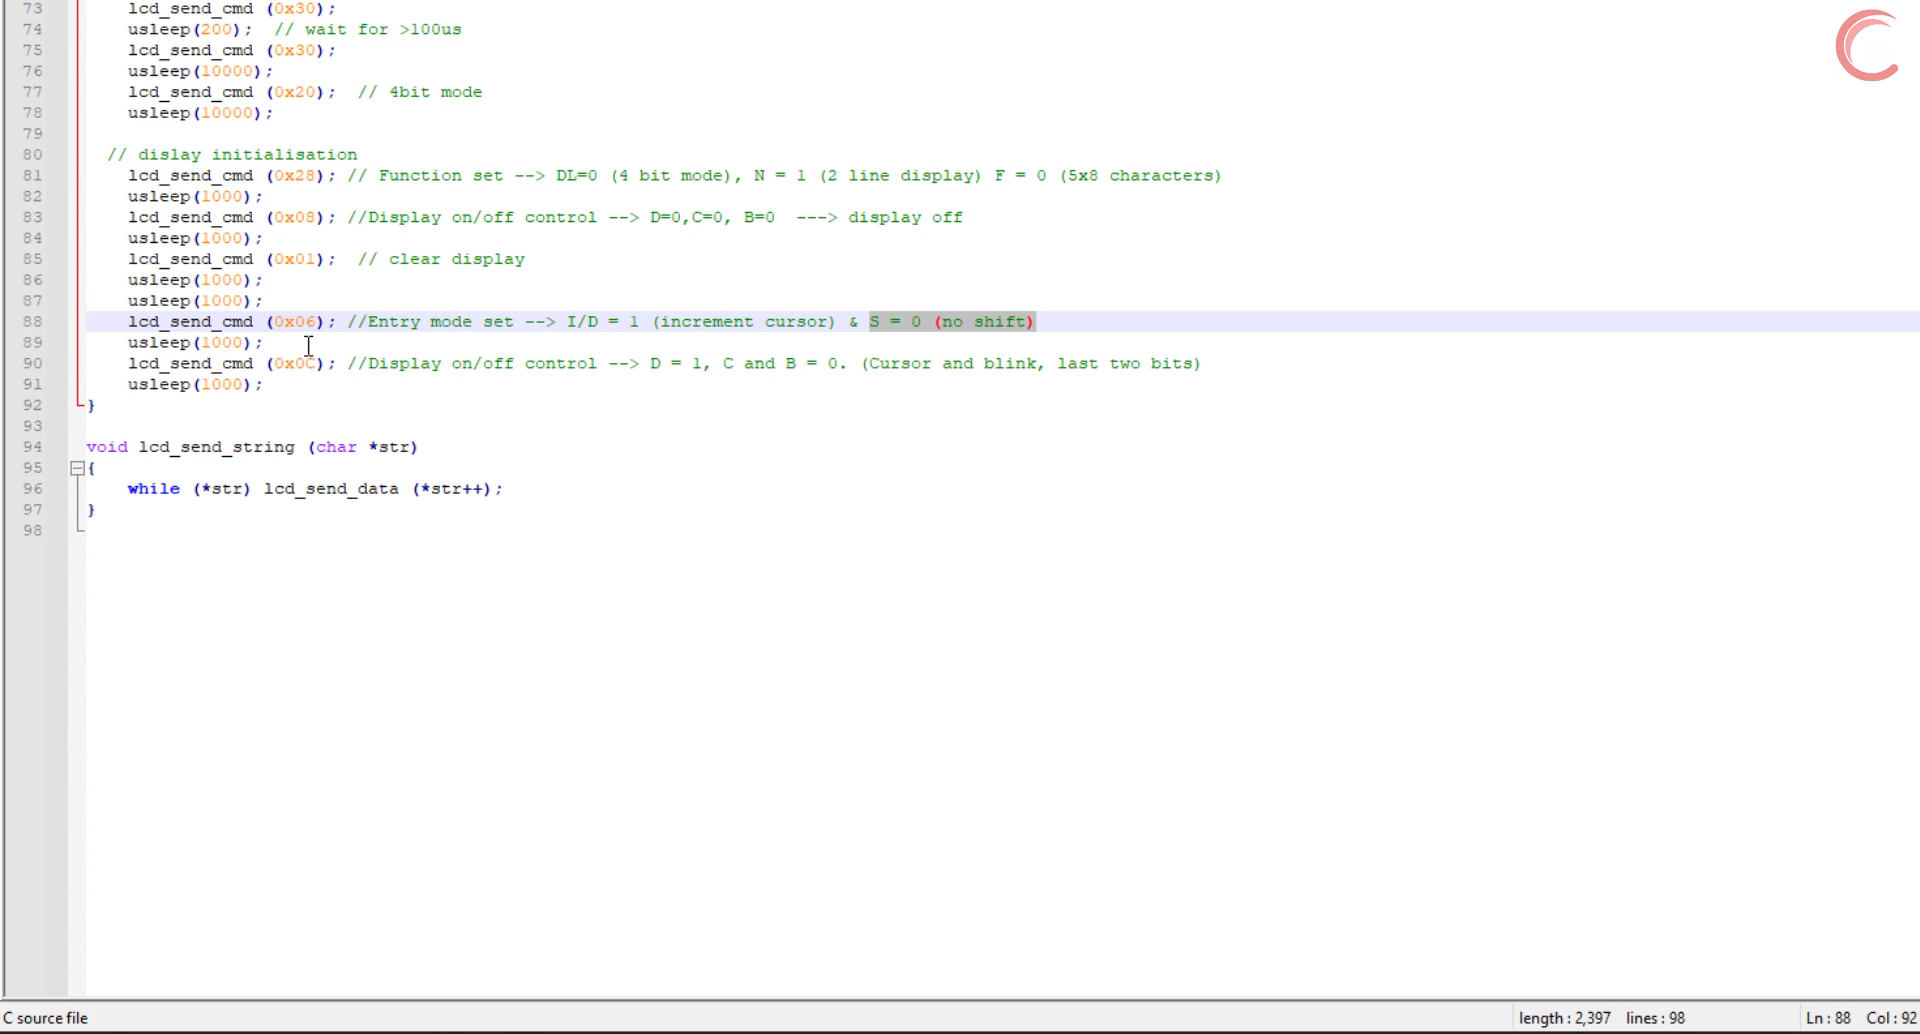 73 lcd_send_cmd (0x30);
74 usleep(200);  // wait for >100us
75 lcd_send_cmd (0x30);
76 usleep(10000);
77 lcd_send_cmd (0x20);  // 4bit mode
78 usleep(10000);
79
80 // dislay initialisation
81 lcd_send_cmd (0x28); // Function set --> DL=0 (4 bit mode), N = 1 (2 line display) F = 0 (5x8 characters)
82 usleep(1000);
83 lcd_send_cmd (0x08); //Display on/off control --> D=0,C=0, B=0  ---> display off
84 usleep(1000);
85 lcd_send_cmd (0x01);  // clear display
86 usleep(1000);
87 usleep(1000);
88 lcd_send_cmd (0x06); //Entry mode set --> I/D = 1 (increment cursor) & S = 0 (no shift)
89 usleep(1000);
90 lcd_send_cmd (0x0C); //Display on/off control --> D = 1, C and B = 0. (Cursor and blink, last two bits)
91 usleep(1000);
92 }
93
94 void lcd_send_string (char *str)
95 {
96 while (*str) lcd_send_data (*str++);
97 }
98
C source file length : 2,397 lines : 98 Ln : 88 Col : 92